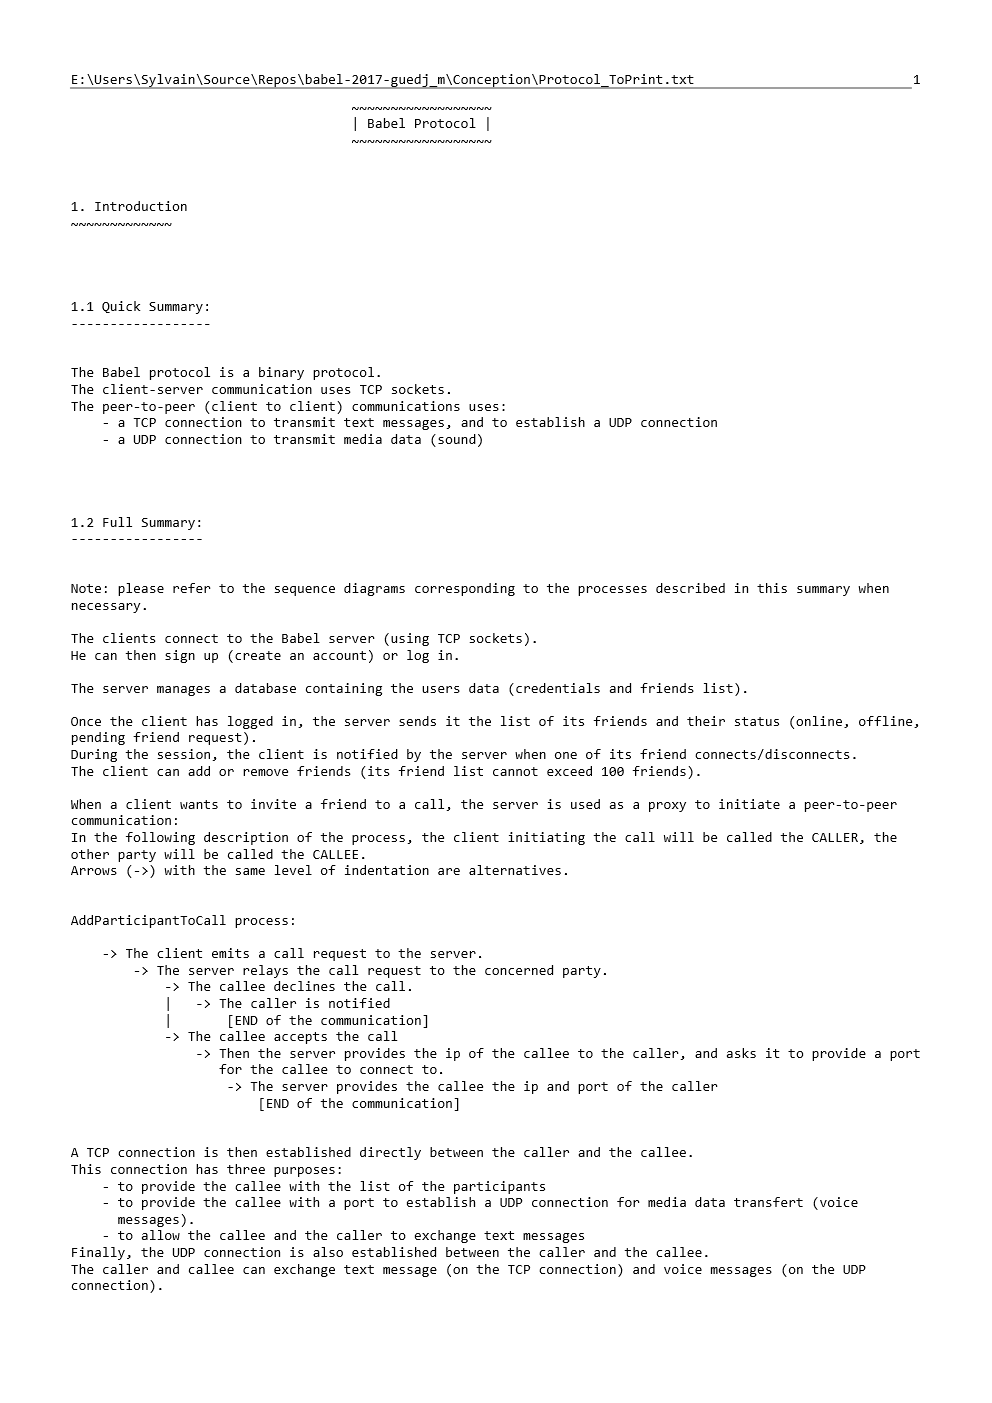 E:\Users\Sylvain\Source\Repos\babel-2017-guedj_m\Conception\Protocol_ToPrint.txt 1
~~~~~~~~~~~~~~~~~~
| Babel Protocol |
~~~~~~~~~~~~~~~~~~
1. Introduction
~~~~~~~~~~~~~
1.1 Quick Summary:
------------------
The Babel protocol is a binary protocol.
The client-server communication uses TCP sockets.
The peer-to-peer (client to client) communications uses:
    - a TCP connection to transmit text messages, and to establish a UDP connection
    - a UDP connection to transmit media data (sound)
1.2 Full Summary:
-----------------
Note: please refer to the sequence diagrams corresponding to the processes described in this summary when
necessary.
The clients connect to the Babel server (using TCP sockets).
He can then sign up (create an account) or log in.
The server manages a database containing the users data (credentials and friends list).
Once the client has logged in, the server sends it the list of its friends and their status (online, offline,
pending friend request).
During the session, the client is notified by the server when one of its friend connects/disconnects.
The client can add or remove friends (its friend list cannot exceed 100 friends).
When a client wants to invite a friend to a call, the server is used as a proxy to initiate a peer-to-peer
communication:
In the following description of the process, the client initiating the call will be called the CALLER, the
other party will be called the CALLEE.
Arrows (->) with the same level of indentation are alternatives.
AddParticipantToCall process:
    -> The client emits a call request to the server.
        -> The server relays the call request to the concerned party.
            -> The callee declines the call.
            |   -> The caller is notified
            |       [END of the communication]
            -> The callee accepts the call
                -> Then the server provides the ip of the callee to the caller, and asks it to provide a port
                   for the callee to connect to.
                    -> The server provides the callee the ip and port of the caller
                        [END of the communication]
A TCP connection is then established directly between the caller and the callee.
This connection has three purposes:
    - to provide the callee with the list of the participants
    - to provide the callee with a port to establish a UDP connection for media data transfert (voice
      messages).
    - to allow the callee and the caller to exchange text messages
Finally, the UDP connection is also established between the caller and the callee.
The caller and callee can exchange text message (on the TCP connection) and voice messages (on the UDP
connection).